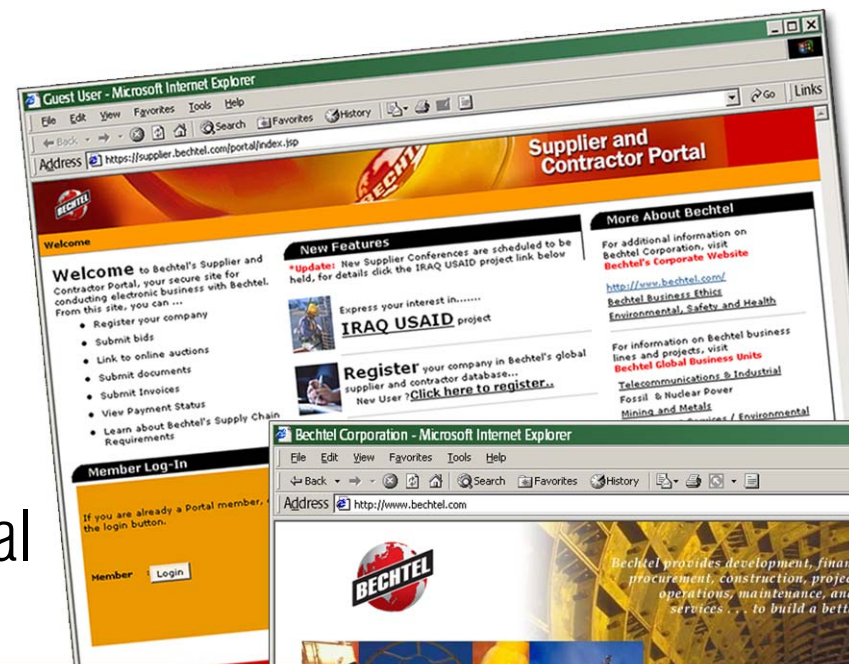 Guest User - Microsoft Internet Explorer
File Edit View Favorites Tools Help
Back Search Favorites History
Address https://supplier.bechtel.com/portal/index.jsp Go Links
BECHTEL
BECHTEL
Supplier and
Contractor Portal
Welcome
Welcome to Bechtel's Supplier and
Contractor Portal, your secure site for
conducting electronic business with Bechtel.
From this site, you can ...
• Register your company
• Submit bids
• Link to online auctions
• Submit documents
• Submit Invoices
• View Payment Status
• Learn about Bechtel's Supply Chain
Requirements
Member Log-In
If you are already a Portal member,
the login button.
Member : Login
New Features
*Update: New Supplier Conferences are scheduled to be
held, for details click the IRAQ USAID project link below
Express your interest in.......
IRAQ USAID project
Register your company in Bechtel's global
supplier and contractor database...
New User ?Click here to register..
More About Bechtel
For additional information on
Bechtel Corporation, visit
Bechtel's Corporate Website
http://www.bechtel.com/
Bechtel Business Ethics
Environmental, Safety and Health
For information on Bechtel business
lines and projects, visit
Bechtel Global Business Units
Telecommunications & Industrial
Fossil & Nuclear Power
Mining and Metals
Services / Environmental
al
Bechtel Corporation - Microsoft Internet Explorer
File Edit View Favorites Tools Help
Back Search Favorites History
Address http://www.bechtel.com
BECHTEL
Bechtel provides development, finan
procurement, construction, projec
operations, maintenance, and
services . . . to build a bett